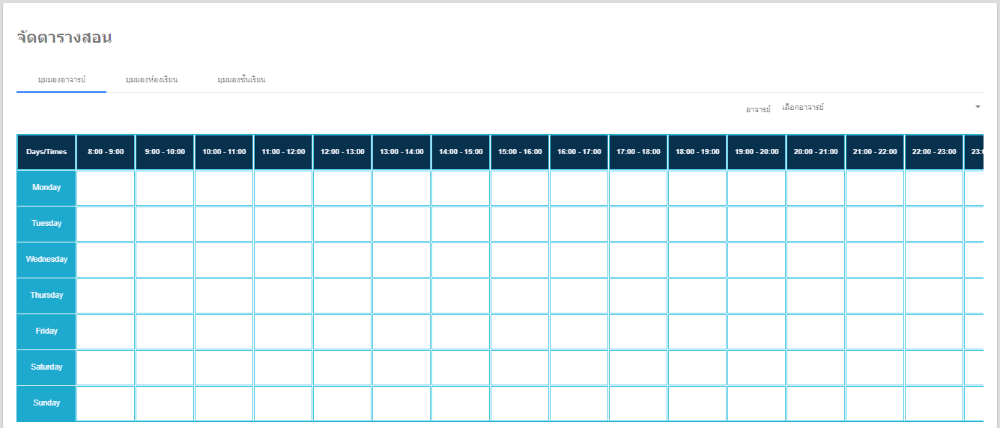 จัดตารางสอน
มุมมองอาจารย์ มุมมองห้องเรียน มุมมองชั้นเรียน
อาจารย์ เลือกอาจารย์
Days/Times 8:00 - 9:00 9:00 - 10:00 10:00 - 11:00 11:00 - 12:00 12:00 - 13:00 13:00 - 14:00 14:00 - 15:00 15:00 - 16:00 16:00 - 17:00 17:00 - 18:00 18:00 - 19:00 19:00 - 20:00 20:00 - 21:00 21:00 - 22:00 22:00 - 23:00
Monday
Tuesday
Wednesday
Thursday
Friday
Saturday
Sunday